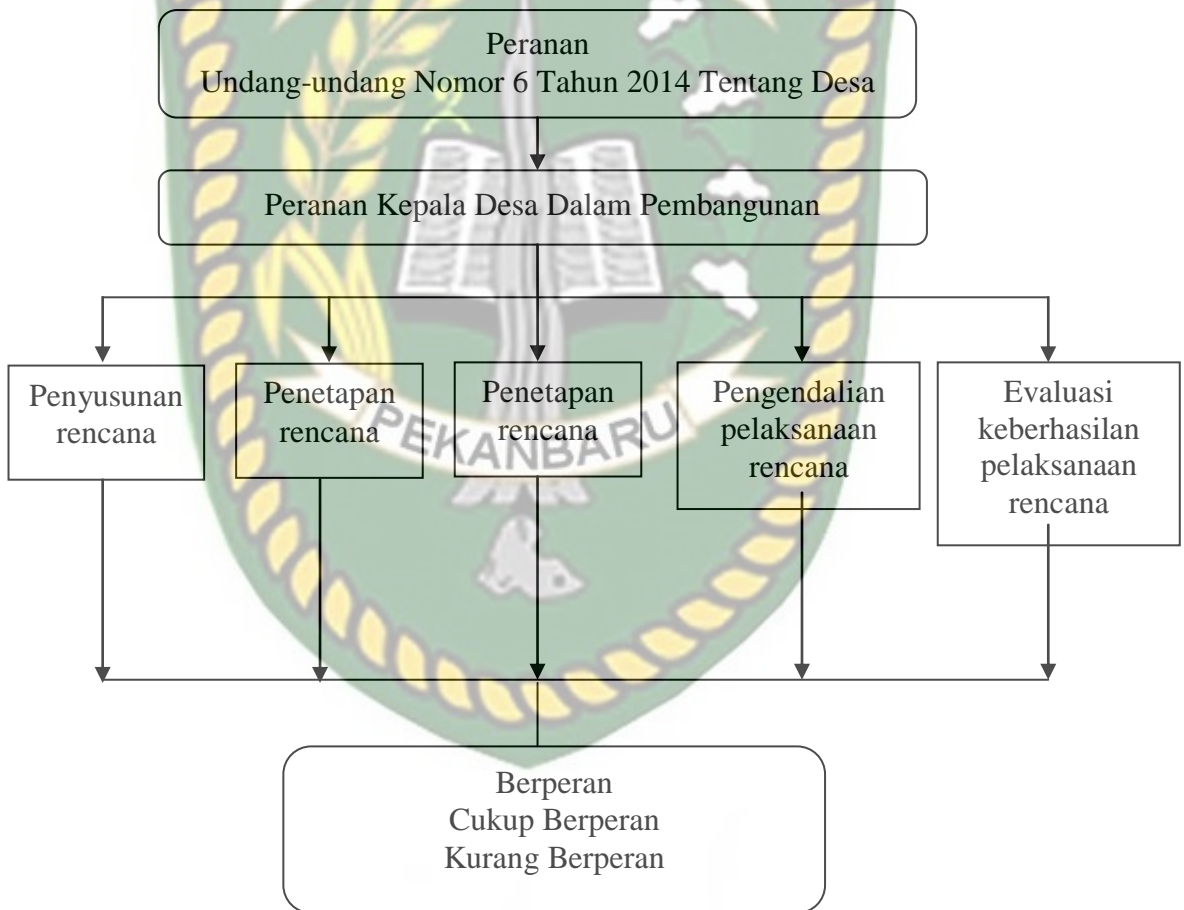 Peranan
Undang-undang Nomor 6 Tahun 2014 Tentang Desa
Peranan Kepala Desa Dalam Pembangunan
Penyusunan
rencana
Penetapan
rencana
Penetapan
rencana
Pengendalian
pelaksanaan
rencana
Evaluasi
keberhasilan
pelaksanaan
rencana
PEKANBARU
Berperan
Cukup Berperan
Kurang Berperan